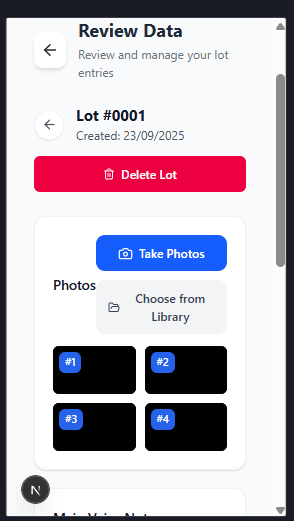 Review Data
Review and manage your lot
entries
Lot #0001
Created: 23/09/2025
Delete Lot
Take Photos
Photos
Choose from
Library
#1
#2
#3
#4
N